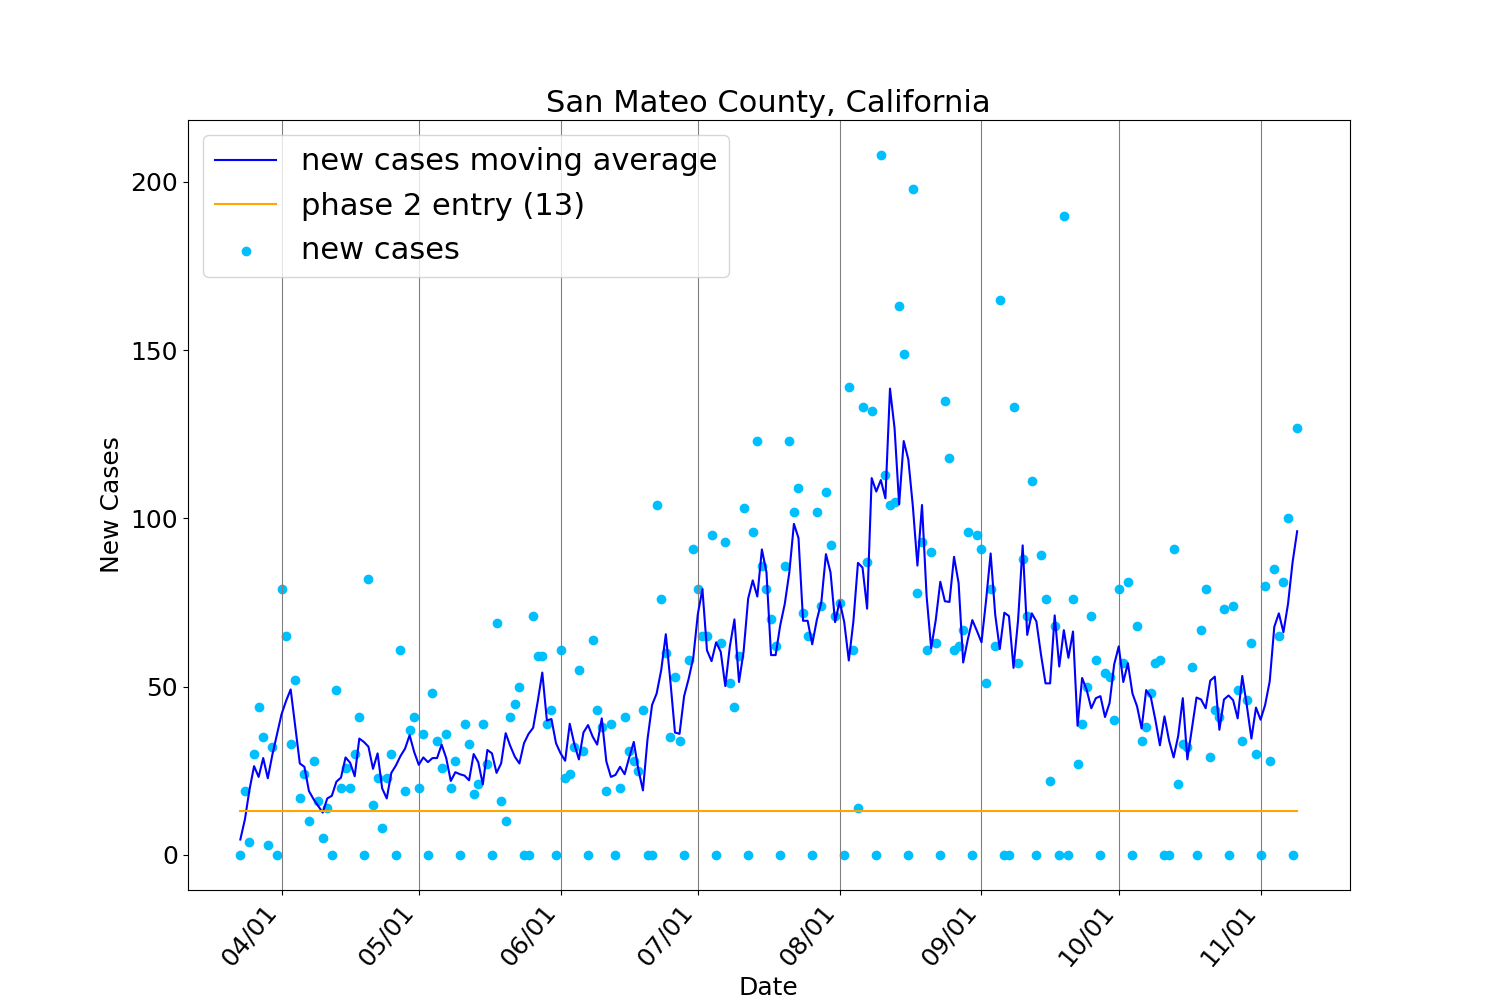 San Mateo County, California
new cases moving average
phase 2 entry (13)
new cases
200
150
100
50
0
New Cases
04/01
05/01
06/01
07/01
08/01
09/01
10/01
11/01
Date